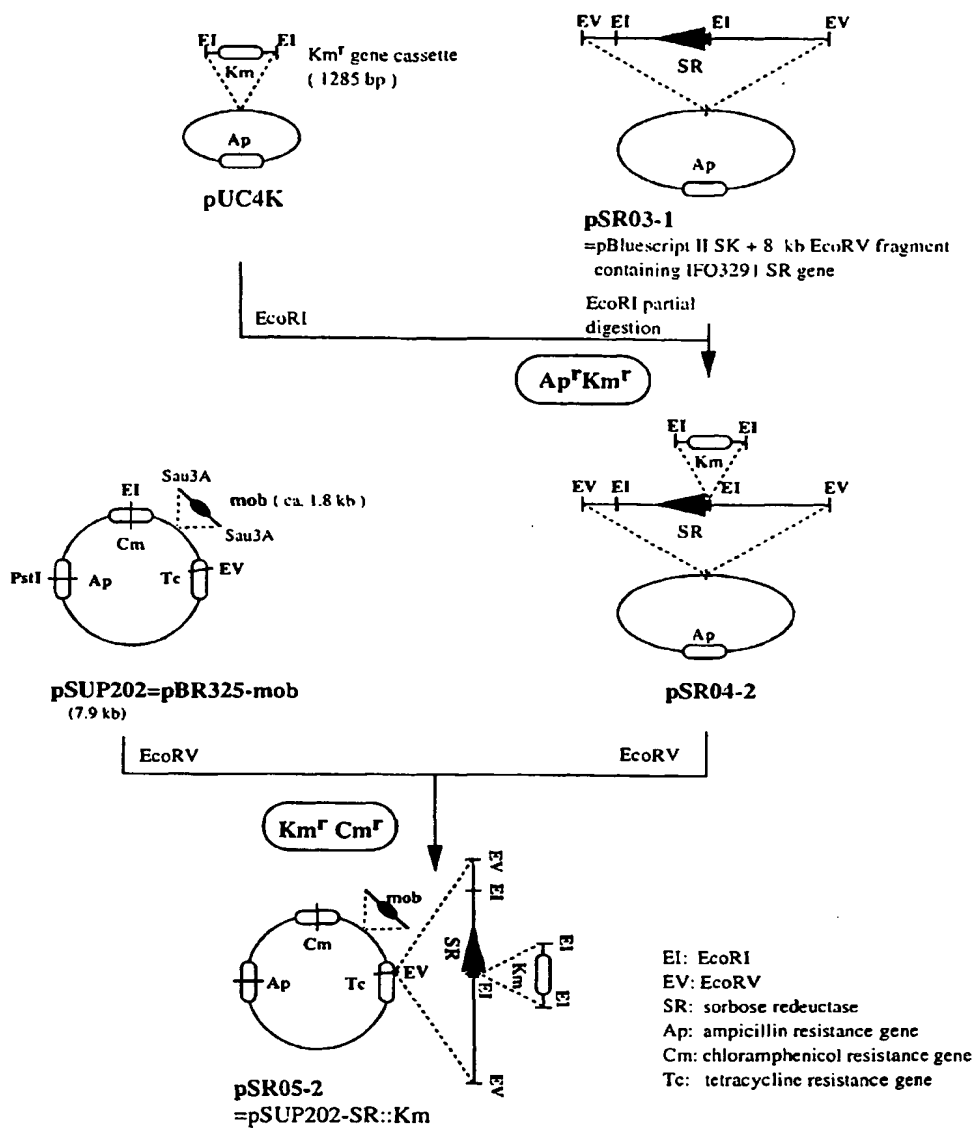 EI EI
Km
Kmʳ gene cassette
( 1285 bp )
Ap
pUC4K
EV EI EI EV
SR
Ap
pSR03-1
=pBluescript II SK + 8 kb EcoRV fragment
containing IFO3291 SR gene
EcoRI
EcoRI partial
digestion
ApʳKmʳ
EI EI
Km
EV EI EI EV
SR
Ap
pSR04-2
Sau3A
mob ( ca. 1.8 kb )
Sau3A
EI
Cm
PstI Ap Tc EV
pSUP202=pBR325-mob
(7.9 kb)
EcoRV
EcoRV
Kmʳ Cmʳ
mob
Cm
Ap Tc EV
EV
EI
SR
EI
EI
Km
EI
EV
pSR05-2
=pSUP202-SR::Km
EI: EcoRI
EV: EcoRV
SR: sorbose redeuctase
Ap: ampicillin resistance gene
Cm: chloramphenicol resistance gene
Tc: tetracycline resistance gene